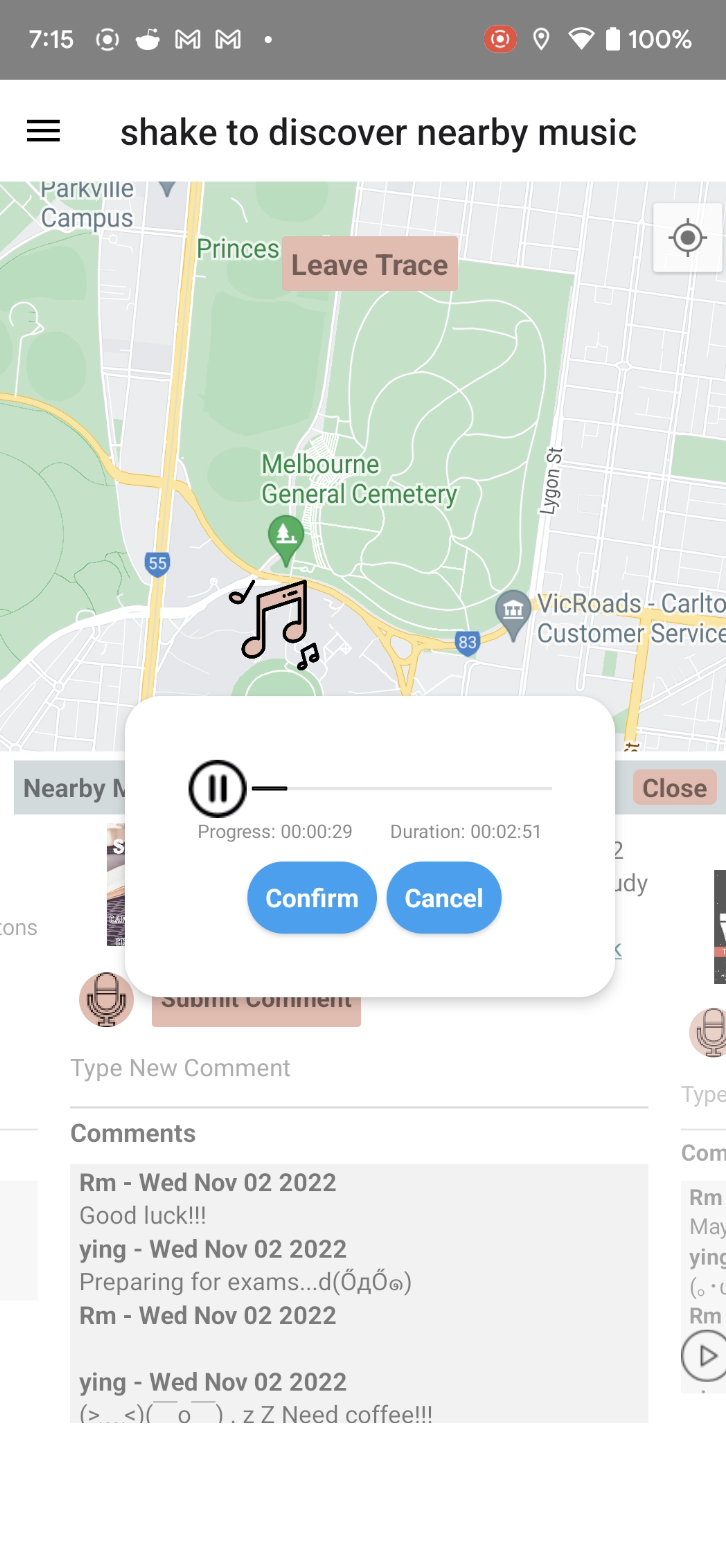 7:15
100%
shake to discover nearby music
Parkville
Campus
Princes
Leave Trace
Melbourne
General Cemetery
Lygon St
55
83
VicRoads - Carlto
Customer Service
St
Nearby M
Close
Progress: 00:00:29
Duration: 00:02:51
Confirm
Cancel
2
udy
tons
k
Submit Comment
Type New Comment
Type
Comments
Com
Rm - Wed Nov 02 2022
Good luck!!!
ying - Wed Nov 02 2022
Preparing for exams...d(ŐдŐ๑)
Rm - Wed Nov 02 2022
ying - Wed Nov 02 2022
(>﹏<)(￣o￣) . z Z Need coffee!!!
Rm
May
ying
Rm